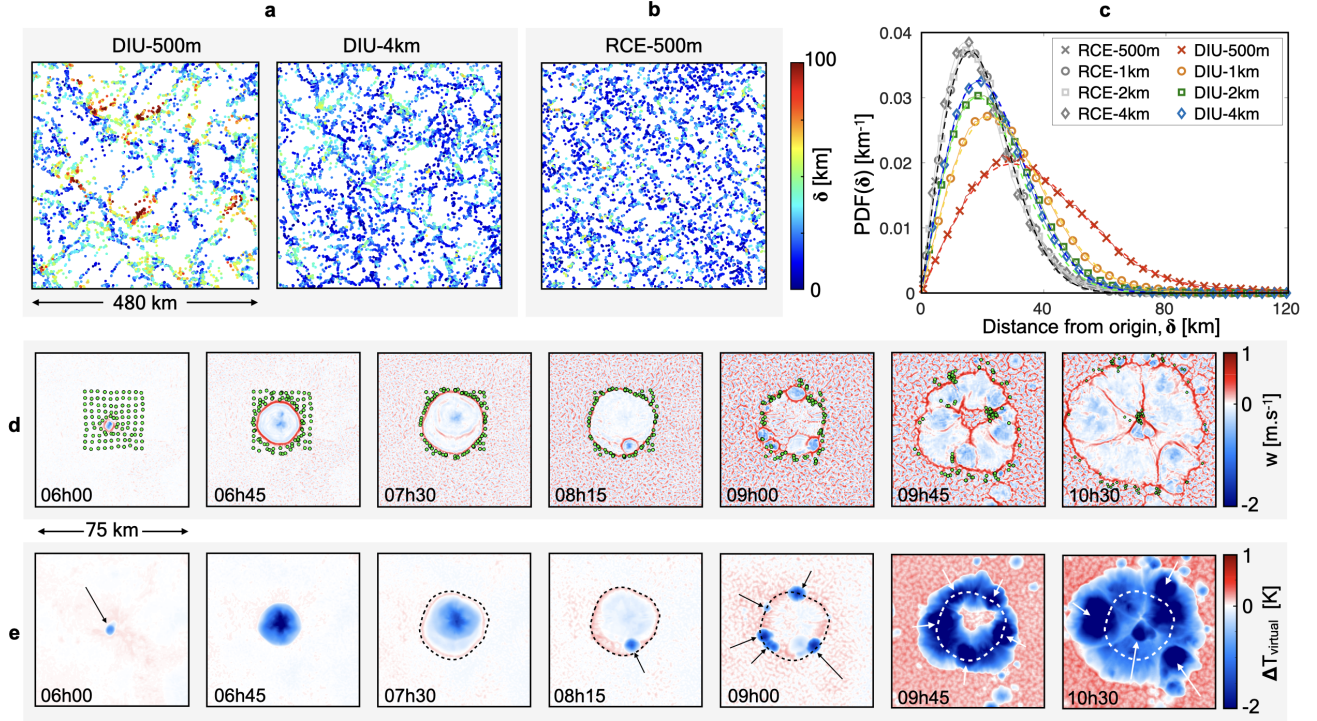 a
b
c
DIU-500m
DIU-4km
RCE-500m
480 km
100
0
δ [km]
0.04
0.03
0.02
0.01
0
PDF(δ) [km⁻¹]
0
40
80
120
Distance from origin, δ [km]
RCE-500m
RCE-1km
RCE-2km
RCE-4km
DIU-500m
DIU-1km
DIU-2km
DIU-4km
d
06h00
06h45
07h30
08h15
09h00
09h45
10h30
1
0
-2
w [m.s⁻¹]
75 km
e
06h00
06h45
07h30
08h15
09h00
09h45
10h30
1
0
-2
ΔTvirtual [K]